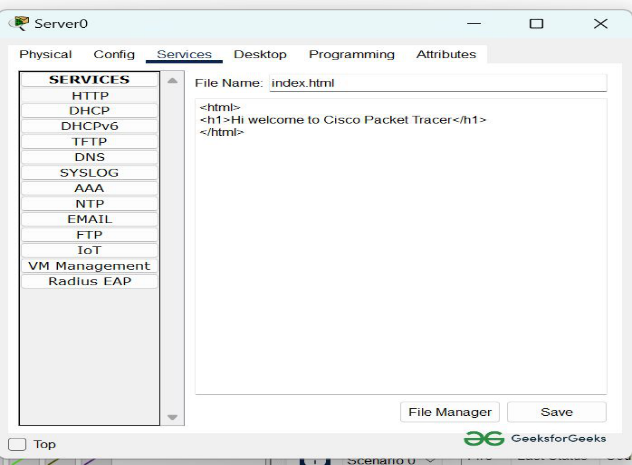 Server0
Physical Config Services Desktop Programming Attributes
SERVICES
HTTP
DHCP
DHCPv6
TFTP
DNS
SYSLOG
AAA
NTP
EMAIL
FTP
IoT
VM Management
Radius EAP
File Name: index.html
<html>
<h1>Hi welcome to Cisco Packet Tracer</h1>
</html>
File Manager Save
Top
GeeksforGeeks
Scenario 0
Last Status